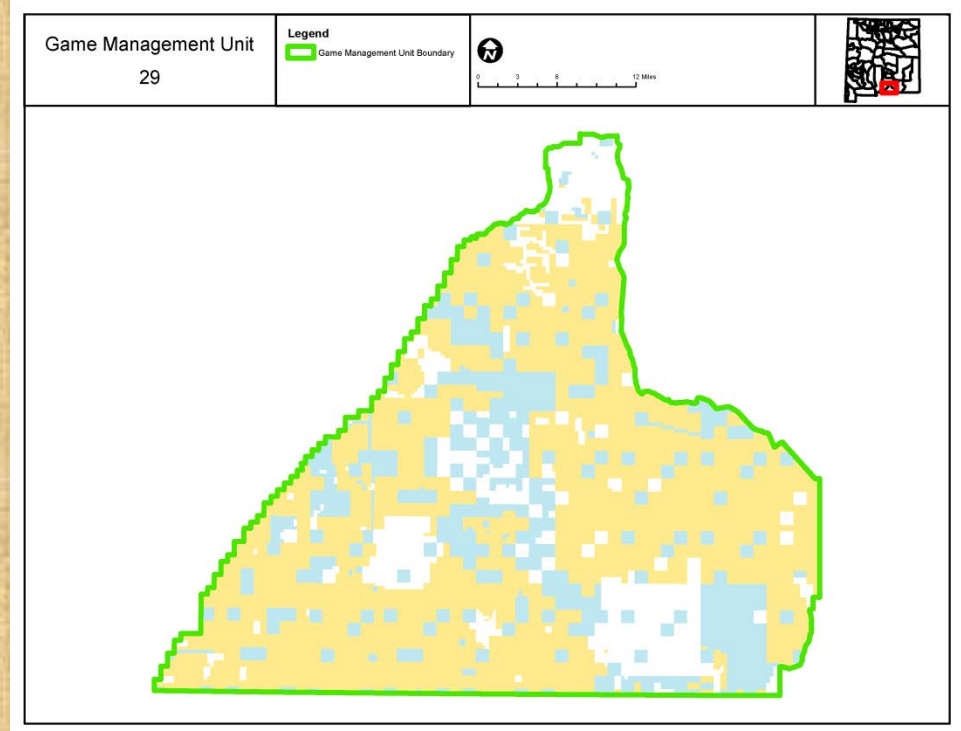 Game Management Unit
29
Legend
Game Management Unit Boundary
N
0 3 6 12 Miles